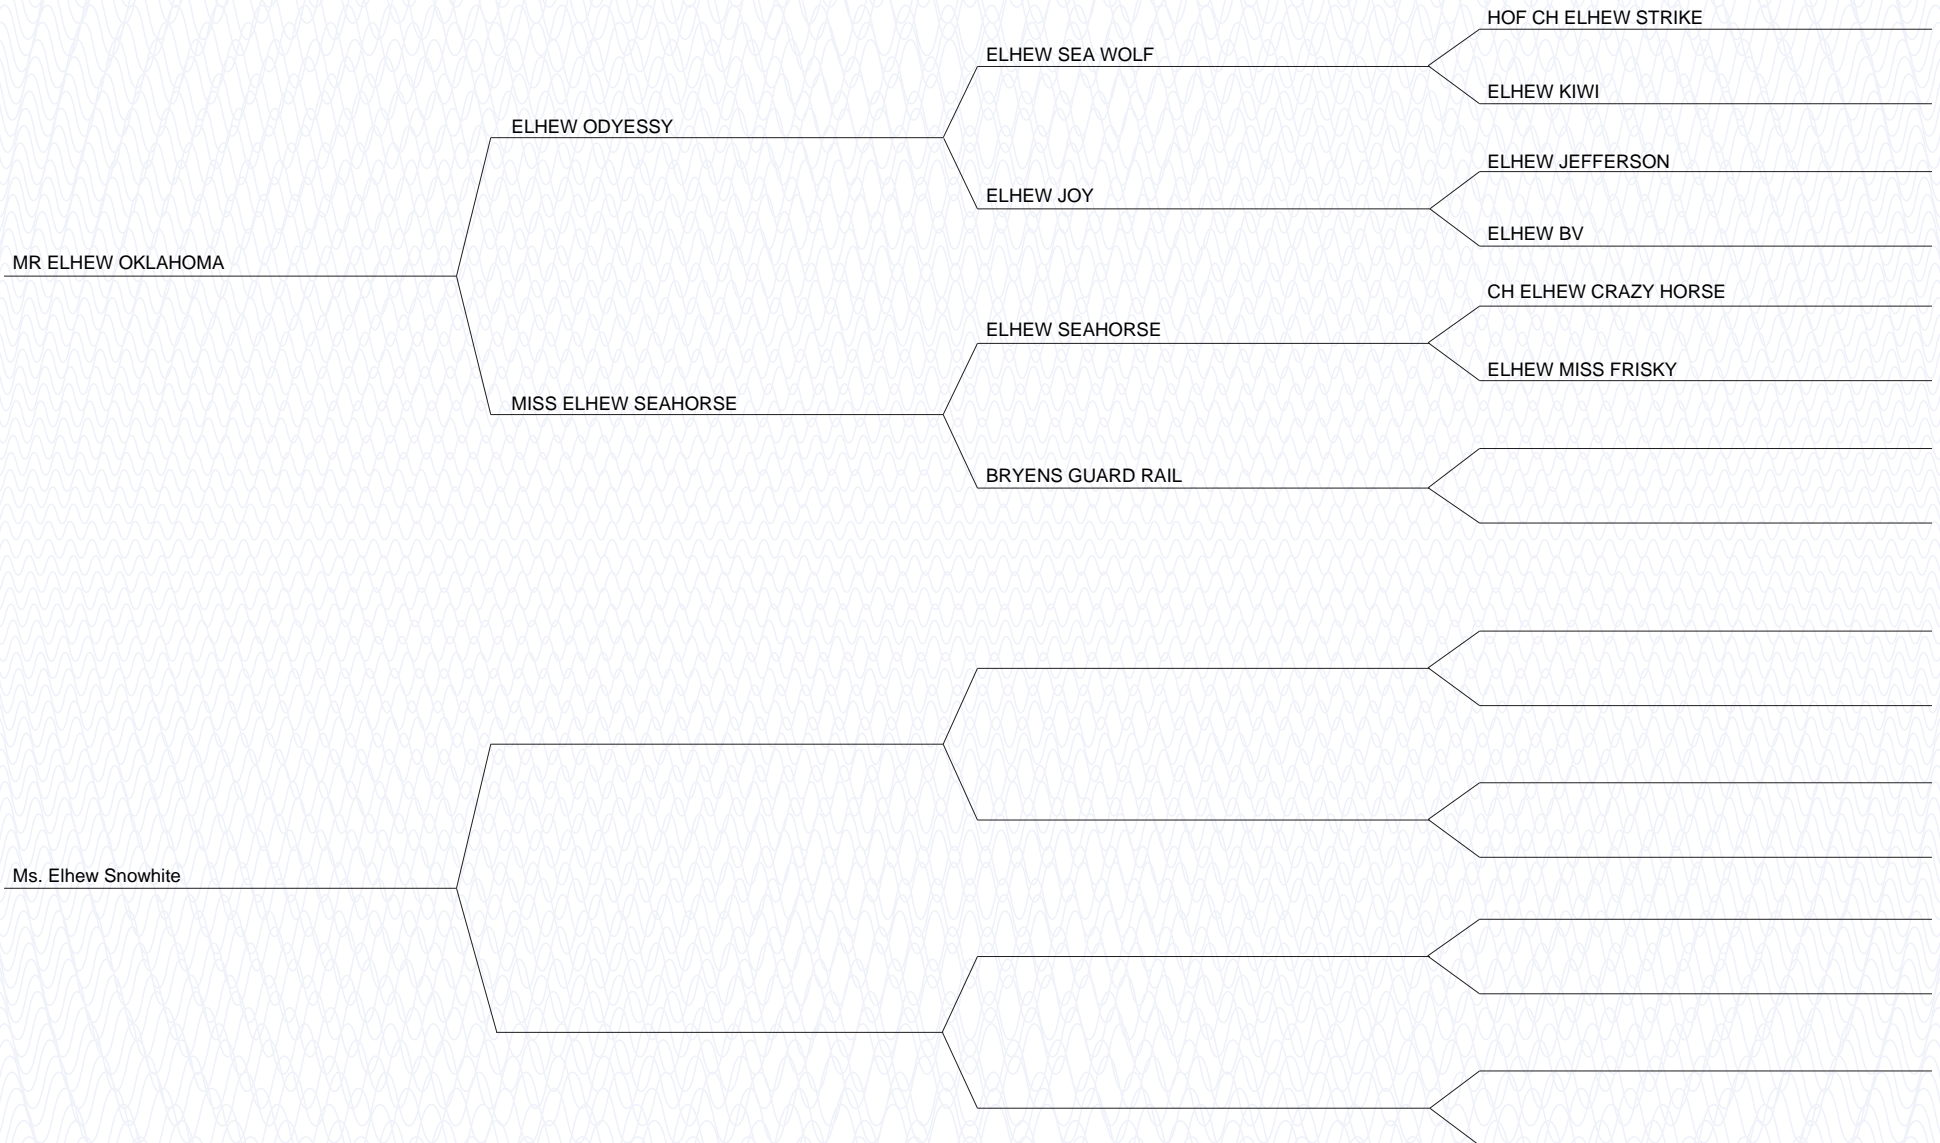 HOF CH ELHEW STRIKE
ELHEW SEA WOLF
ELHEW KIWI
ELHEW ODYESSY
ELHEW JEFFERSON
ELHEW JOY
ELHEW BV
MR ELHEW OKLAHOMA
CH ELHEW CRAZY HORSE
ELHEW SEAHORSE
ELHEW MISS FRISKY
MISS ELHEW SEAHORSE
BRYENS GUARD RAIL
Ms. Elhew Snowhite